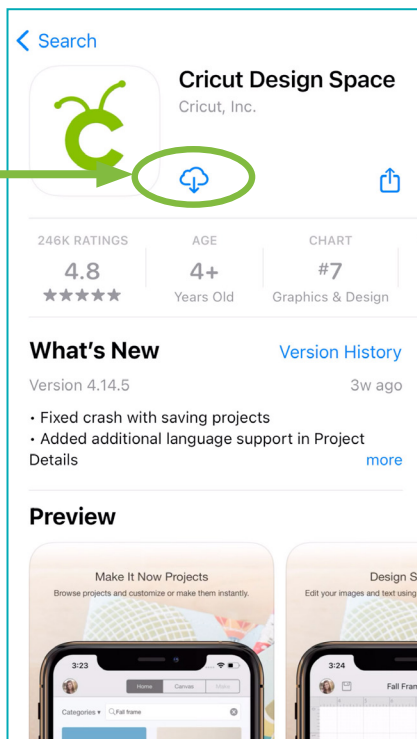 Search
Cricut Design Space
Cricut, Inc.
246K RATINGS
AGE
CHART
4.8
4+
#7
Years Old
Graphics & Design
What's New
Version History
Version 4.14.5
3w ago
• Fixed crash with saving projects
• Added additional language support in Project
Details
more
Preview
Make It Now Projects
Browse projects and customize or make them instantly.
3:23
Home
Canvas
Make
Categories
Fall frame
Design S
Edit your images and text using
3:24
Fall Fran